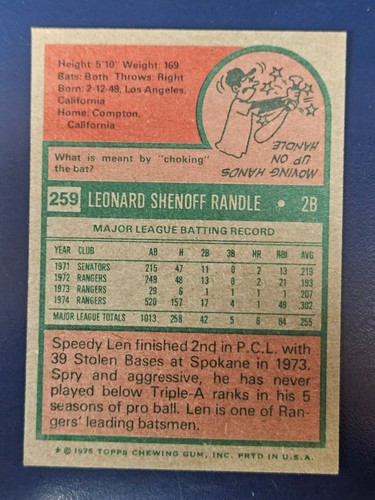 Height: 5'10" Weight: 169
Bats: Both Throws: Right
Born: 2-12-49, Los Angeles,
California
Home: Compton,
California
What is meant by "choking"
the bat?
MOVING HANDS
UP ON
HANDLE
259 LEONARD SHENOFF RANDLE • 2B
MAJOR LEAGUE BATTING RECORD
YEAR CLUB AB H 2B 3B HR RBI AVG
1971 SENATORS 215 47 11 0 2 13 .219
1972 RANGERS 249 48 13 0 2 21 .193
1973 RANGERS 29 6 1 1 1 1 .207
1974 RANGERS 520 157 17 4 1 49 .302
MAJOR LEAGUE TOTALS 1013 258 42 5 6 84 .255
Speedy Len finished 2nd in P.C.L. with
39 Stolen Bases at Spokane in 1973.
Spry and aggressive, he has never
played below Triple-A ranks in his 5
seasons of pro ball. Len is one of Ran-
gers' leading batsmen.
* © 1975 TOPPS CHEWING GUM, INC. PRTD IN U.S.A.